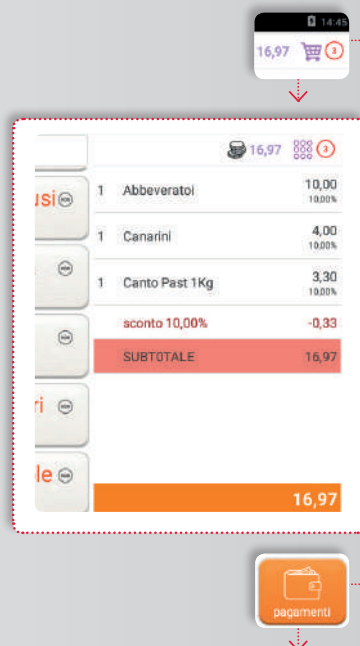 14:45
16,97 3
16,97 3
usi
1 Abbeveratoi 10,00
10,00%
1 Canarini 4,00
10,00%
1 Canto Past 1Kg 3,30
10,00%
sconto 10,00% -0,33
SUBTOTALE 16,97
ri
le
16,97
pagamenti